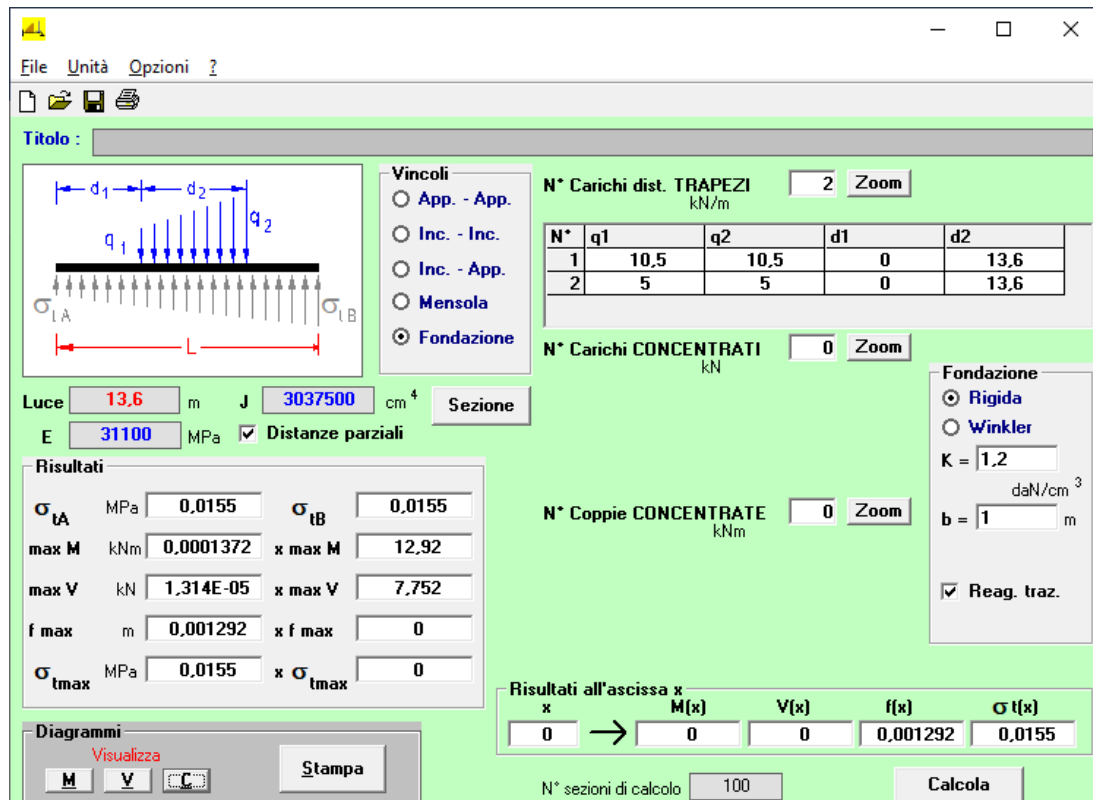 File Unità Opzioni ?
Titolo :
d1 d2
q1 q2
σtA σtB
L
Vincoli
App. - App.
Inc. - Inc.
Inc. - App.
Mensola
Fondazione
N° Carichi dist. TRAPEZI 2 Zoom
kN/m
N° q1 q2 d1 d2
1 10,5 10,5 0 13,6
2 5 5 0 13,6
N° Carichi CONCENTRATI 0 Zoom
kN
Luce 13,6 m J 3037500 cm 4 Sezione
E 31100 MPa Distanze parziali
Fondazione
Rigida
Winkler
K = 1,2
daN/cm 3
b = 1 m
Reag. traz.
Risultati
σtA MPa 0,0155 σtB 0,0155
max M kNm 0,0001372 x max M 12,92
max V kN 1,314E-05 x max V 7,752
f max m 0,001292 x f max 0
σtmax MPa 0,0155 x σtmax 0
N° Coppie CONCENTRATE 0 Zoom
kNm
Risultati all'ascissa x
x M(x) V(x) f(x) σ t(x)
0 0 0 0,001292 0,0155
Diagrammi
Visualizza
M V C Stampa
N° sezioni di calcolo 100 Calcola